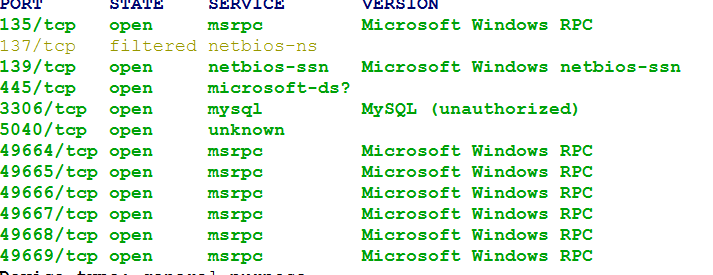 PORT STATE SERVICE VERSION
135/tcp open msrpc Microsoft Windows RPC
137/tcp filtered netbios-ns
139/tcp open netbios-ssn Microsoft Windows netbios-ssn
445/tcp open microsoft-ds?
3306/tcp open mysql MySQL (unauthorized)
5040/tcp open unknown
49664/tcp open msrpc Microsoft Windows RPC
49665/tcp open msrpc Microsoft Windows RPC
49666/tcp open msrpc Microsoft Windows RPC
49667/tcp open msrpc Microsoft Windows RPC
49668/tcp open msrpc Microsoft Windows RPC
49669/tcp open msrpc Microsoft Windows RPC
Device type: general purpose